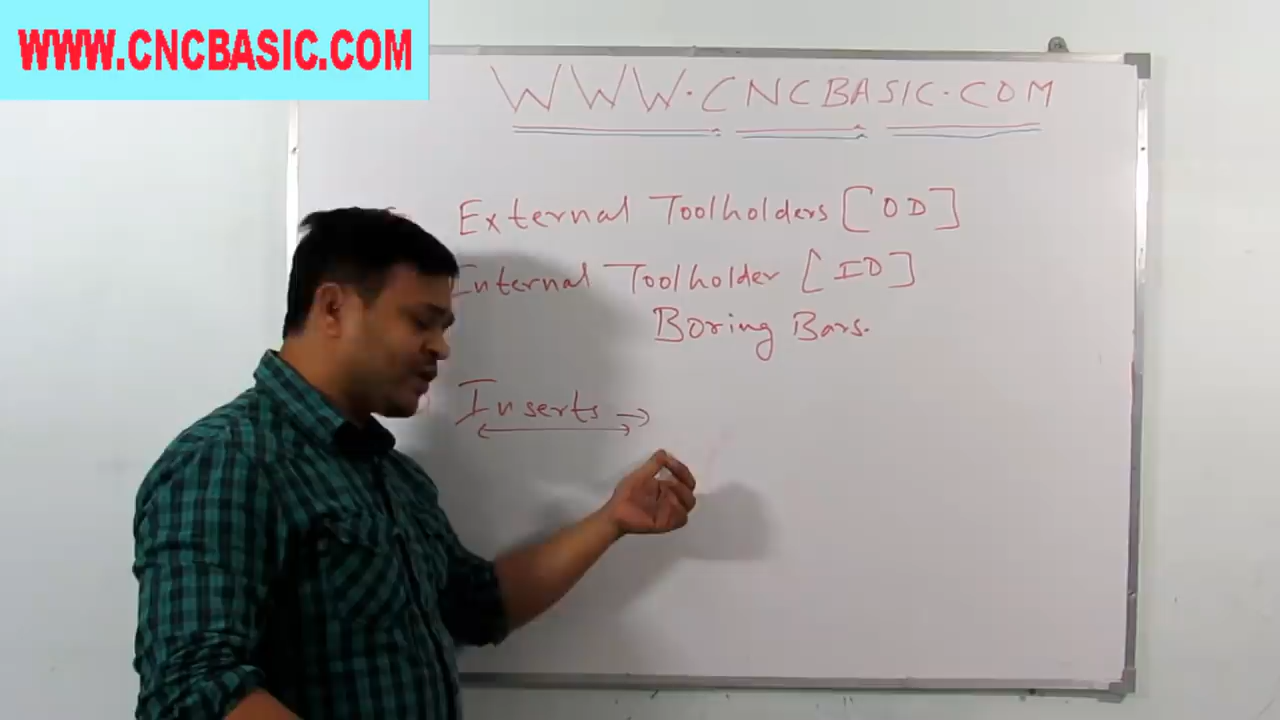 WWW.CNCBASIC.COM
WWW.CNCBASIC.COM
External Toolholders [OD]
Internal Toolholder [ID]
Boring Bars.
Inserts →